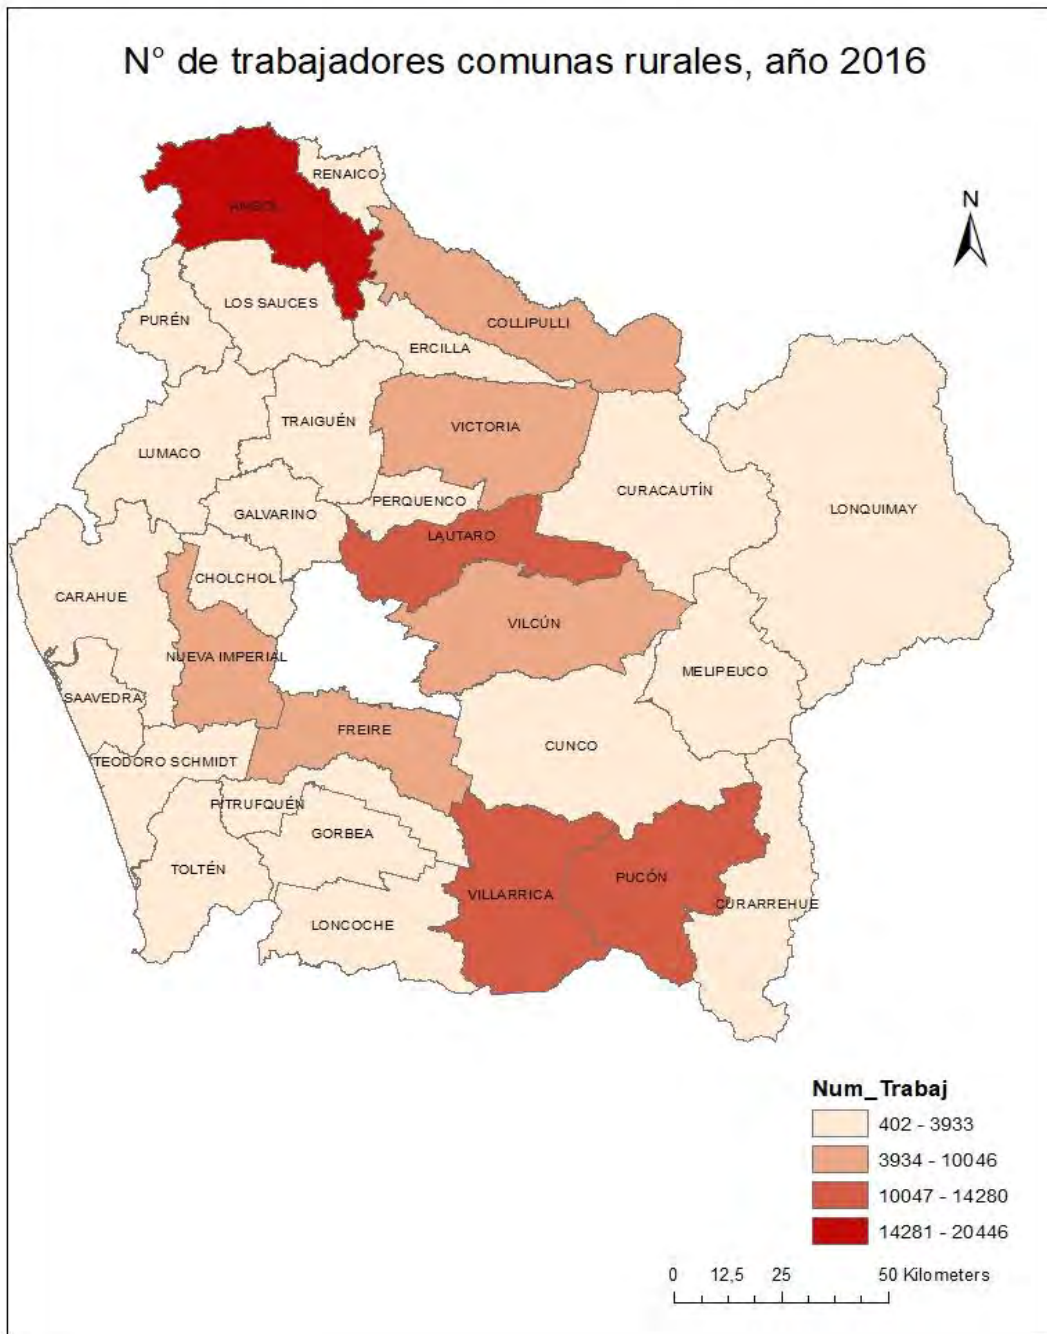 N° de trabajadores comunas rurales, año 2016
RENAICO
N
ANGOL
LOS SAUCES
PURÉN
COLLIPULLI
ERCILLA
TRAIGUÉN
VICTORIA
LUMACO
CURACAUTÍN
PERQUENCO
LONQUIMAY
GALVARINO
LAUTARO
CHOLCHOL
CARAHUE
VILCÚN
NUEVA IMPERIAL
MELIPEUCO
SAAVEDRA
FREIRE
CUNCO
TEODORO SCHMIDT
PITRUFQUÉN
GORBEA
TOLTÉN
PUCÓN
VILLARRICA
CURARREHUE
LONCOCHE
Num_Trabaj
402 - 3933
3934 - 10046
10047 - 14280
14281 - 20446
0 12,5 25 50 Kilometers